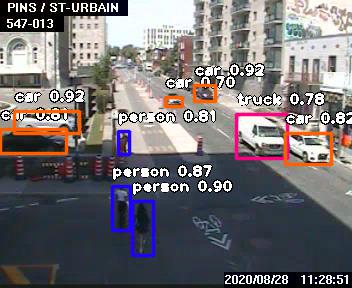 PINS / ST-URBAIN
547-013
car 0.92
car 0.70
car 0.92
car 0.81
truck 0.78
person 0.81
car 0.82
person 0.87
person 0.90
2020/08/28 11:28:51